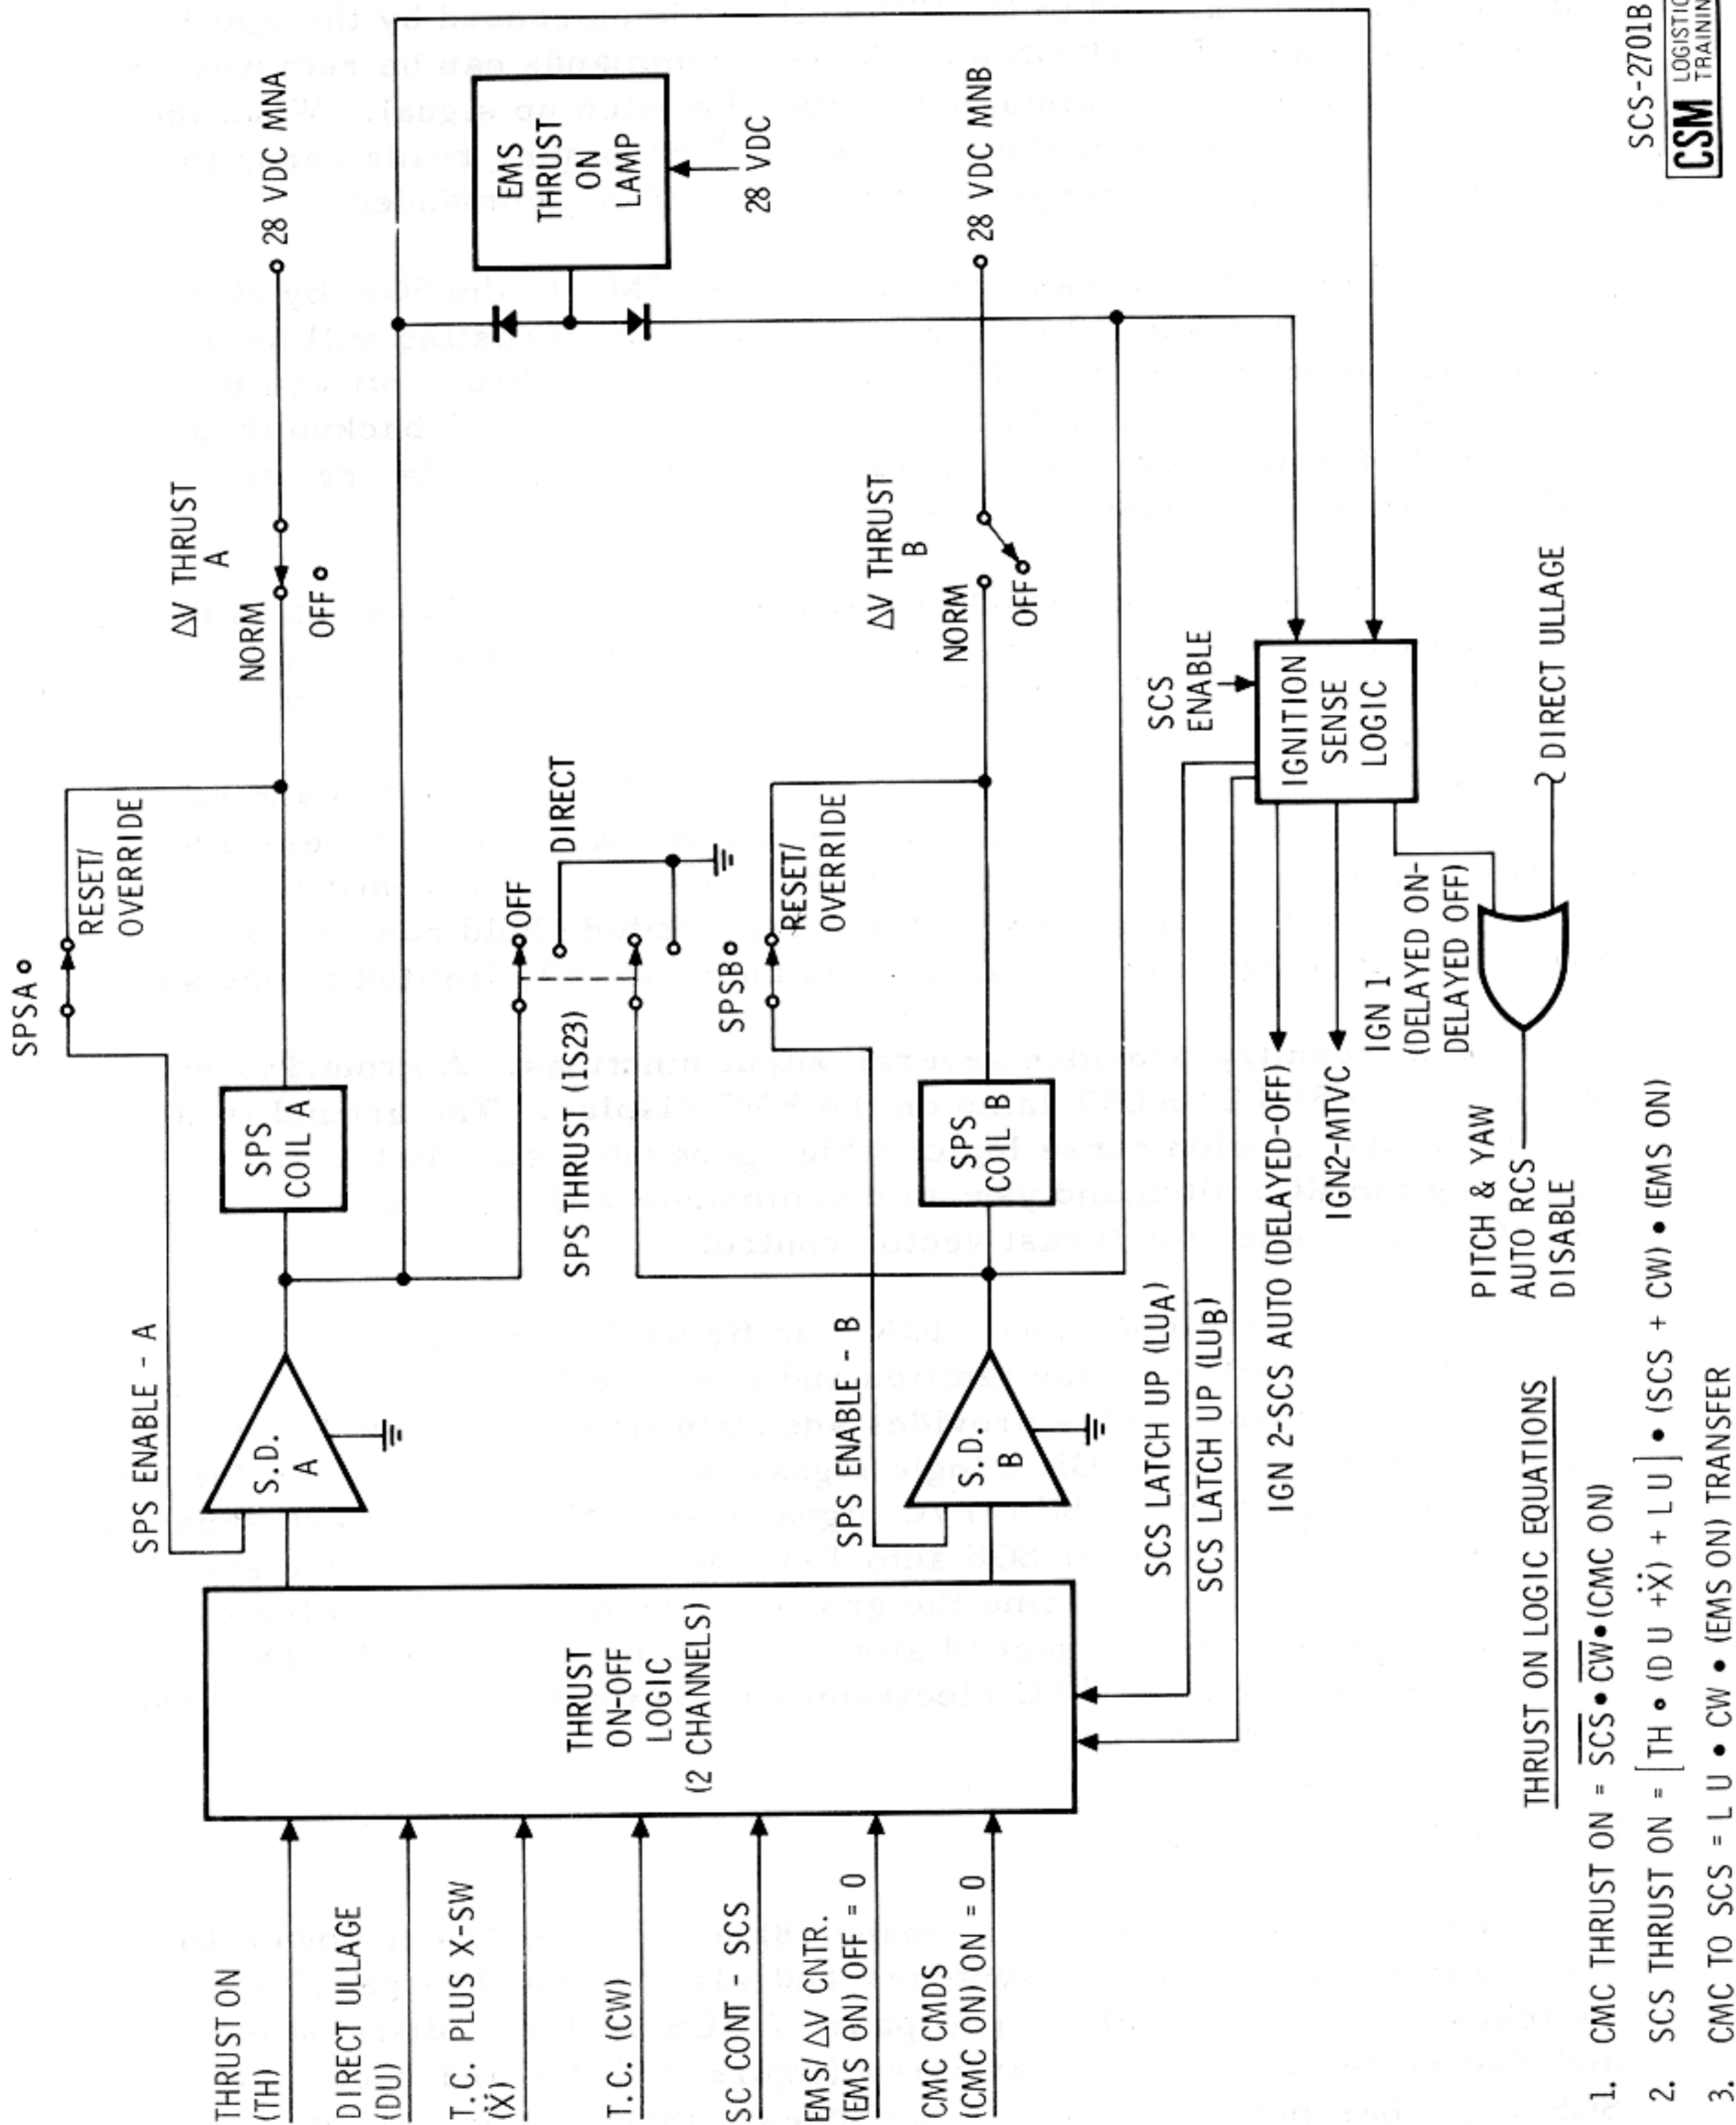 THRUST ON
(TH)
DIRECT ULLAGE
(DU)
T.C. PLUS X-SW
(Ẍ)
T.C. (CW)
SC CONT - SCS
EMS/ΔV CNTR.
(EMS ON) OFF = 0
CMC CMDS
(CMC ON) ON = 0
THRUST
ON-OFF
LOGIC
(2 CHANNELS)
SPS ENABLE - A
S.D.
A
SPS
COIL A
SPSA
RESET/
OVERRIDE
ΔV THRUST
A
NORM
OFF
28 VDC MNA
SPS THRUST (1S23)
OFF
DIRECT
EMS
THRUST
ON
LAMP
28 VDC
SPS ENABLE - B
S.D.
B
SPS
COIL B
SPSB
RESET/
OVERRIDE
ΔV THRUST
B
NORM
OFF
28 VDC MNB
SCS LATCH UP (LUA)
SCS LATCH UP (LUB)
SCS
ENABLE
IGNITION
SENSE
LOGIC
IGN 2-SCS AUTO (DELAYED-OFF)
IGN2-MTVC
IGN 1
(DELAYED ON-
DELAYED OFF)
PITCH & YAW
AUTO RCS
DISABLE
DIRECT ULLAGE
THRUST ON LOGIC EQUATIONS
1. CMC THRUST ON = S̅C̅S̅ • C̅W̅ • (CMC ON)
2. SCS THRUST ON = [TH • (D U +Ẍ) + L U] • (SCS + CW) • (EMS ON)
3. CMC TO SCS = L U • CW • (EMS ON) TRANSFER
SCS-2701B
CSM LOGISTIC
TRAININ